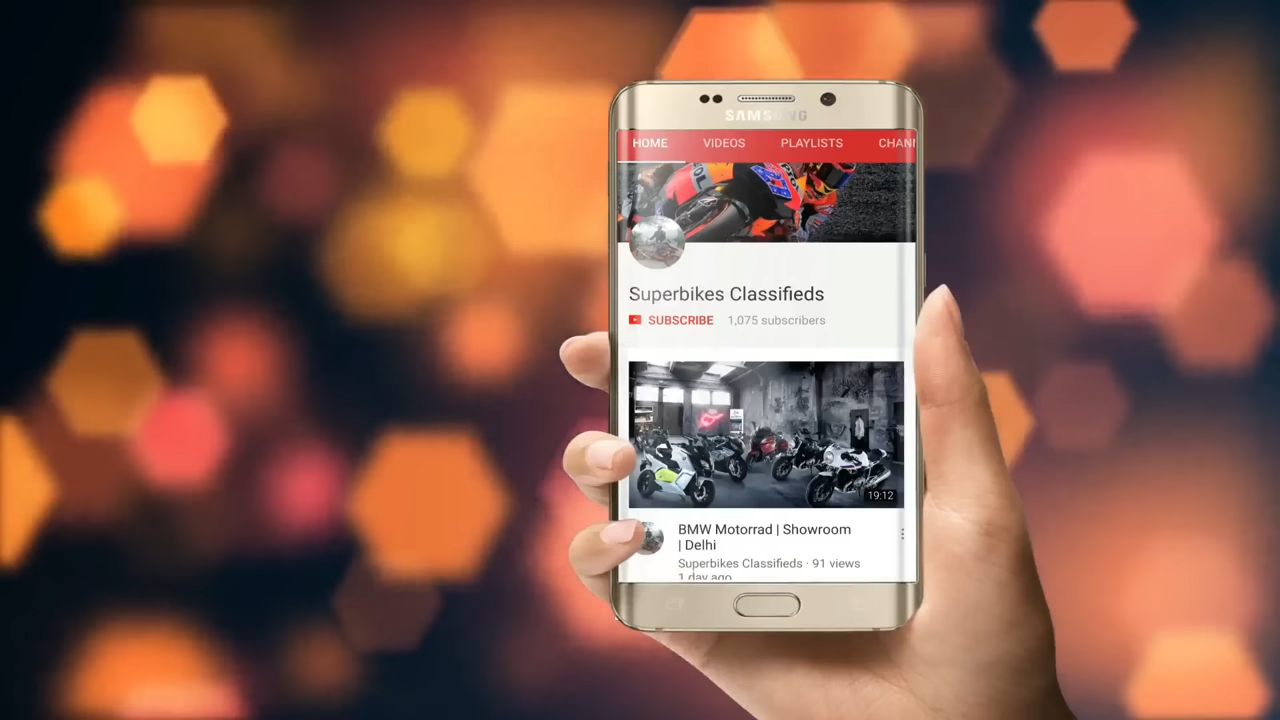 SAMSUNG
HOME VIDEOS PLAYLISTS CHANN
Superbikes Classifieds
SUBSCRIBE 1,075 subscribers
19:12
BMW Motorrad | Showroom
| Delhi
Superbikes Classifieds · 91 views
1 day ago